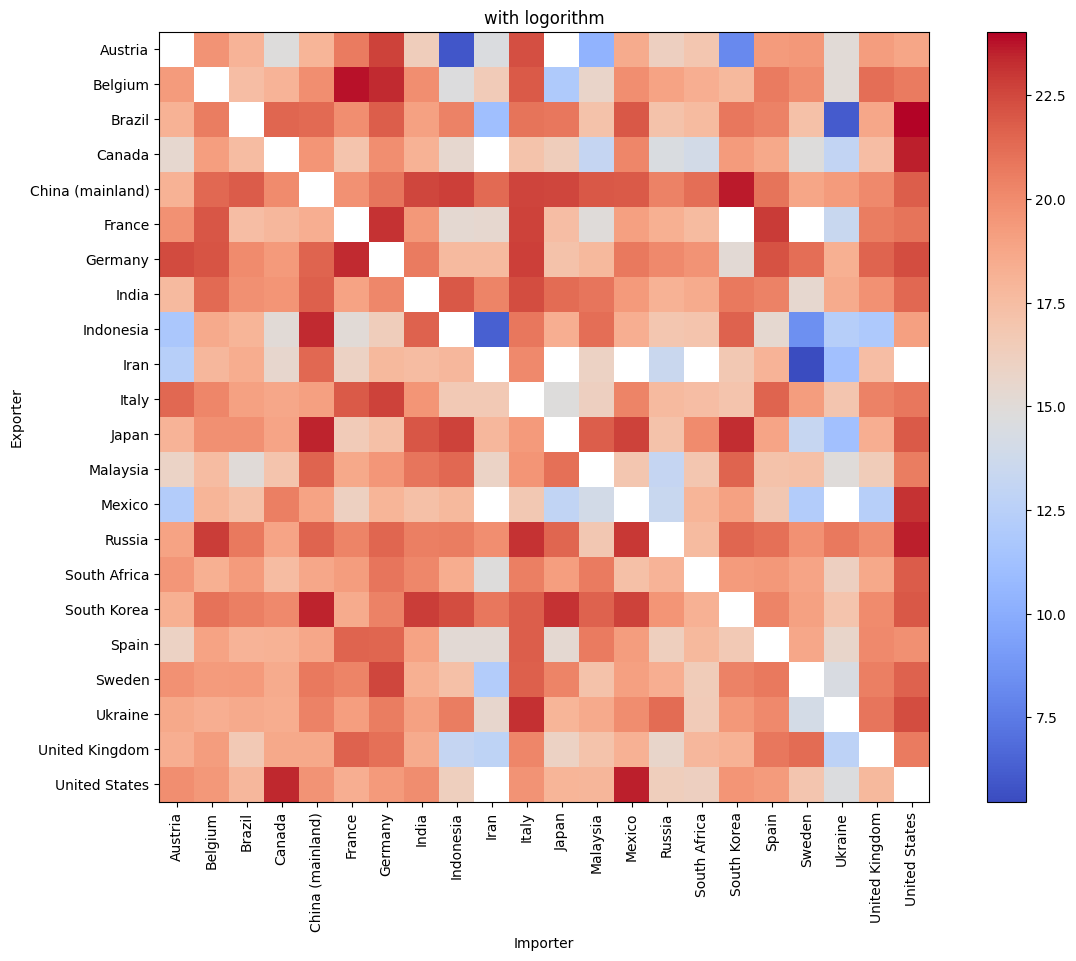 with logorithm
Exporter
Austria
Belgium
Brazil
Canada
China (mainland)
France
Germany
India
Indonesia
Iran
Italy
Japan
Malaysia
Mexico
Russia
South Africa
South Korea
Spain
Sweden
Ukraine
United Kingdom
United States
Austria
Belgium
Brazil
Canada
China (mainland)
France
Germany
India
Indonesia
Iran
Italy
Japan
Malaysia
Mexico
Russia
South Africa
South Korea
Spain
Sweden
Ukraine
United Kingdom
United States
Importer
22.5
20.0
17.5
15.0
12.5
10.0
7.5